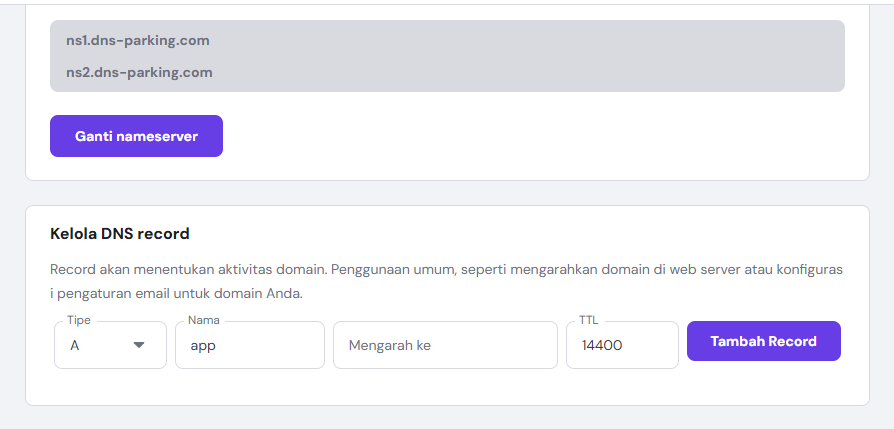 ns1.dns-parking.com
ns2.dns-parking.com
Ganti nameserver
Kelola DNS record
Record akan menentukan aktivitas domain. Penggunaan umum, seperti mengarahkan domain di web server atau konfiguras
i pengaturan email untuk domain Anda.
Tipe
A
Nama
app
Mengarah ke
TTL
14400
Tambah Record